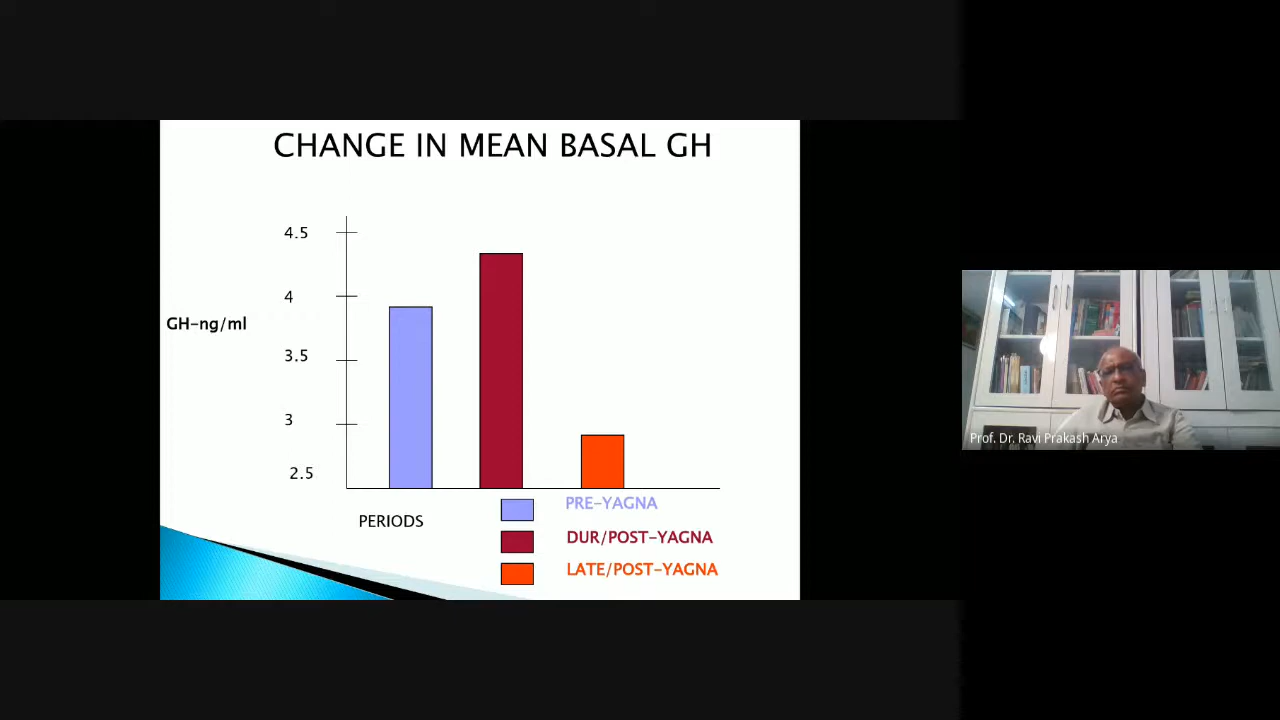 CHANGE IN MEAN BASAL GH
4.5
4
GH-ng/ml
3.5
3
2.5
PERIODS
PRE-YAGNA
DUR/POST-YAGNA
LATE/POST-YAGNA
Prof. Dr. Ravi Prakash Arya